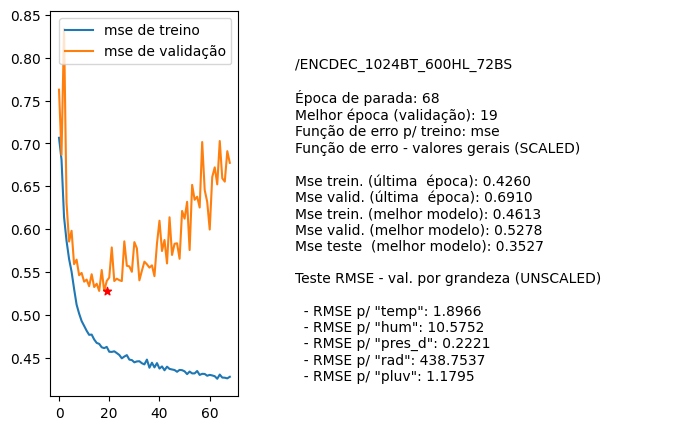 0.85
0.80
0.75
0.70
0.65
0.60
0.55
0.50
0.45
0
20
40
60
mse de treino
mse de validação
/ENCDEC_1024BT_600HL_72BS
Época de parada: 68
Melhor época (validação): 19
Função de erro p/ treino: mse
Função de erro - valores gerais (SCALED)
Mse trein. (última  época): 0.4260
Mse valid. (última  época): 0.6910
Mse trein. (melhor modelo): 0.4613
Mse valid. (melhor modelo): 0.5278
Mse teste  (melhor modelo): 0.3527
Teste RMSE - val. por grandeza (UNSCALED)
- RMSE p/ "temp": 1.8966
- RMSE p/ "hum": 10.5752
- RMSE p/ "pres_d": 0.2221
- RMSE p/ "rad": 438.7537
- RMSE p/ "pluv": 1.1795